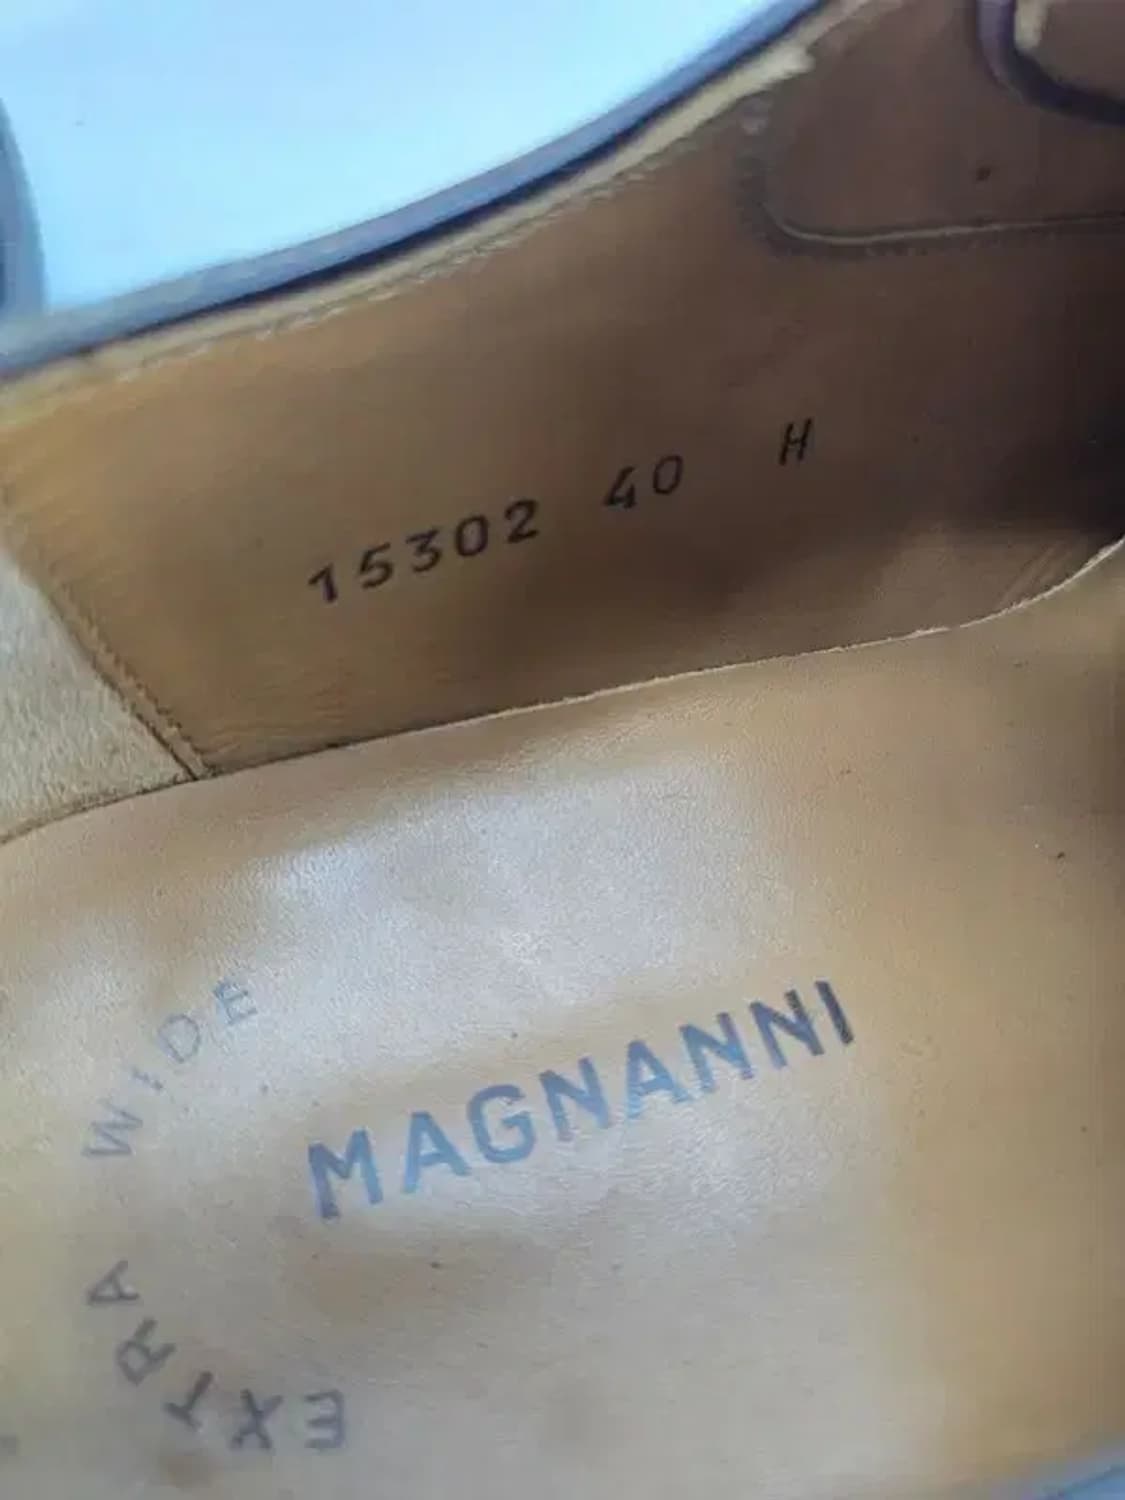 15302 40 H
MAGNANNI
EXTRA WIDE